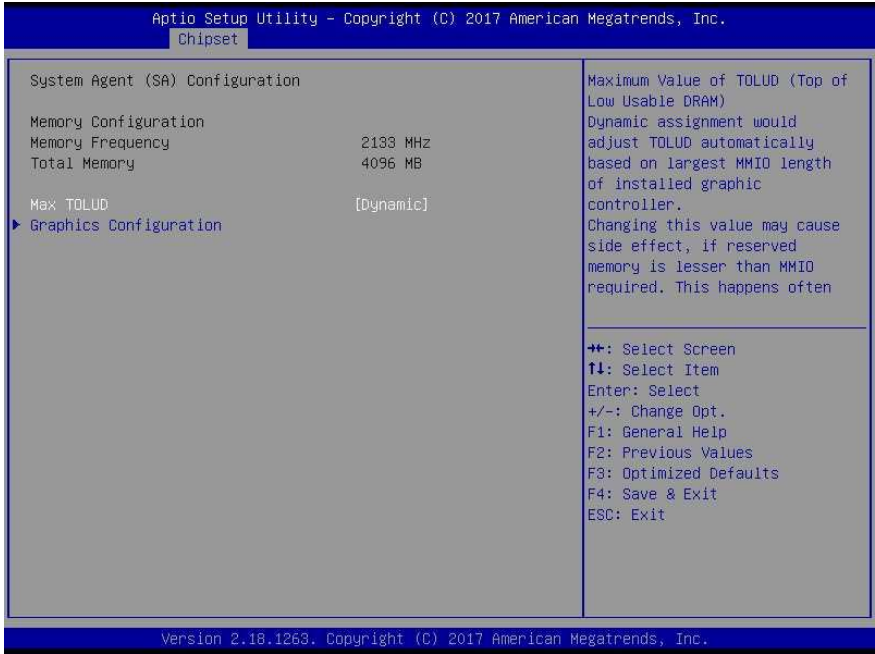 Aptio Setup Utility – Copyright (C) 2017 American Megatrends, Inc.
Chipset
System Agent (SA) Configuration
Memory Configuration
Memory Frequency 2133 MHz
Total Memory 4096 MB
Max TOLUD [Dynamic]
Graphics Configuration
Maximum Value of TOLUD (Top of
Low Usable DRAM)
Dynamic assignment would
adjust TOLUD automatically
based on largest MMIO length
of installed graphic
controller.
Changing this value may cause
side effect, if reserved
memory is lesser than MMIO
required. This happens often
→←: Select Screen
↑↓: Select Item
Enter: Select
+/-: Change Opt.
F1: General Help
F2: Previous Values
F3: Optimized Defaults
F4: Save & Exit
ESC: Exit
Version 2.18.1263. Copyright (C) 2017 American Megatrends, Inc.